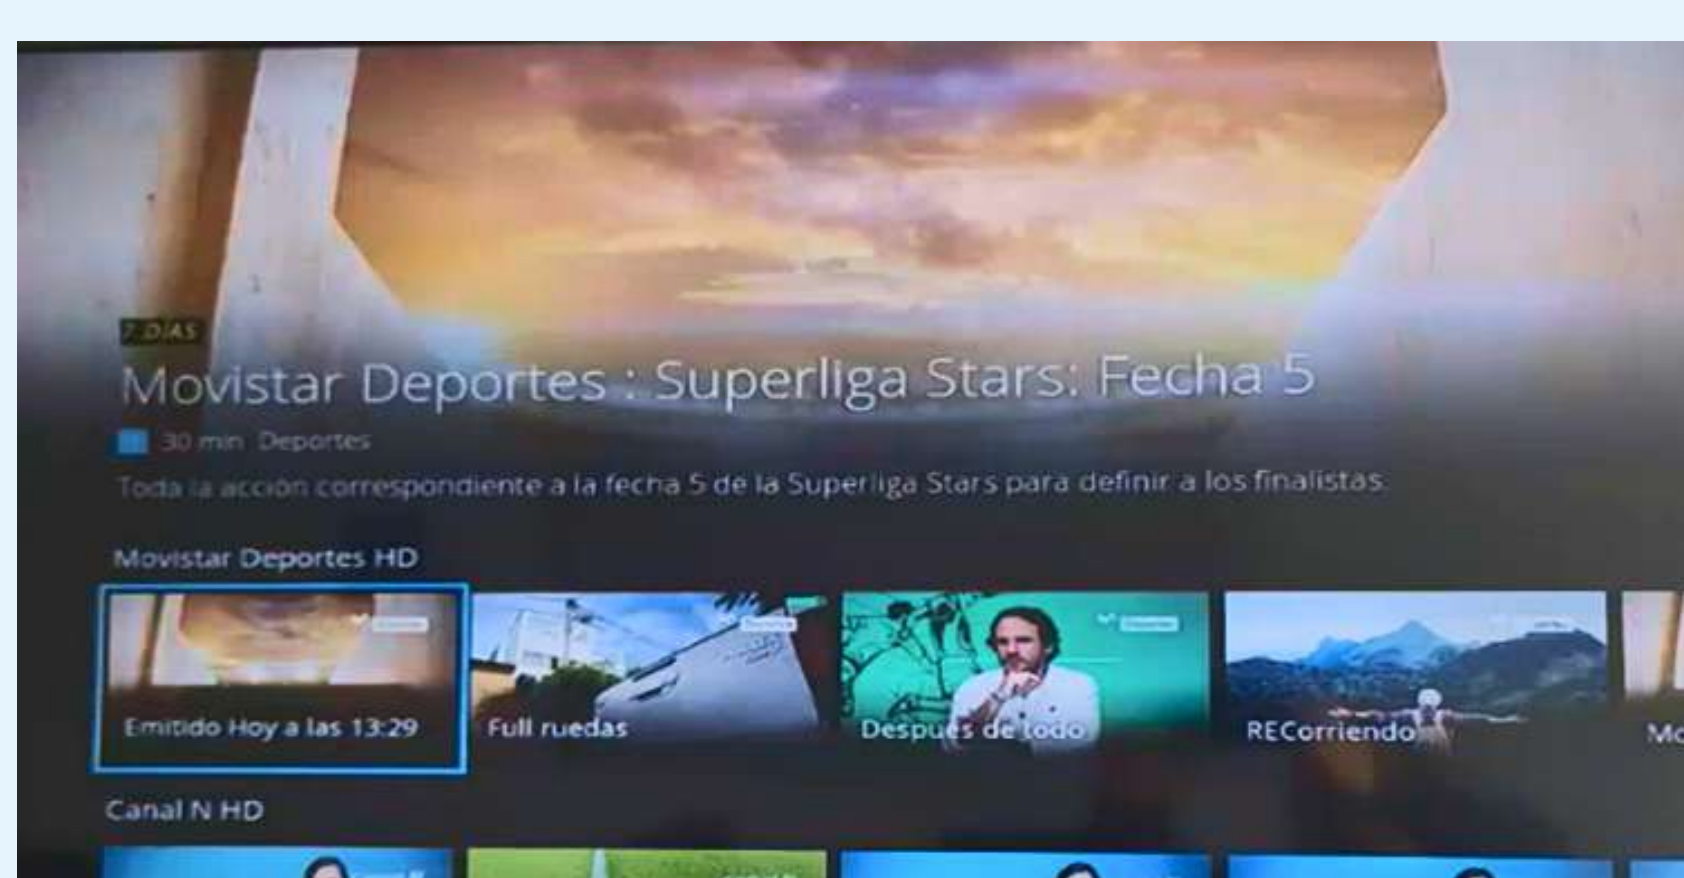 7 DÍAS
Movistar Deportes : Superliga Stars: Fecha 5
30 min Deportes
Toda la acción correspondiente a la fecha 5 de la Superliga Stars para definir a los finalistas.
Movistar Deportes HD
Emitido Hoy a las 13:29
Full ruedas
Después de todo
RECorriendo
Canal N HD